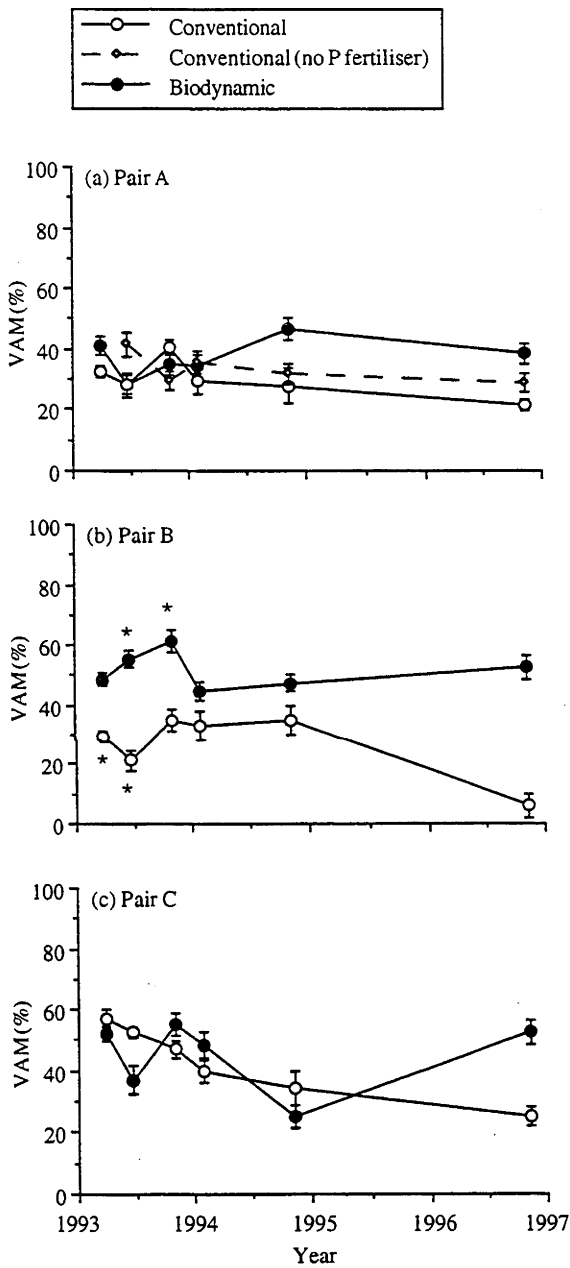 Conventional
Conventional (no P fertiliser)
Biodynamic
(a) Pair A
100
80
60
40
20
0
VAM (%)
(b) Pair B
100
80
60
40
20
0
VAM (%)
*
*
*
*
(c) Pair C
100
80
60
40
20
0
VAM (%)
1993 1994 1995 1996 1997
Year